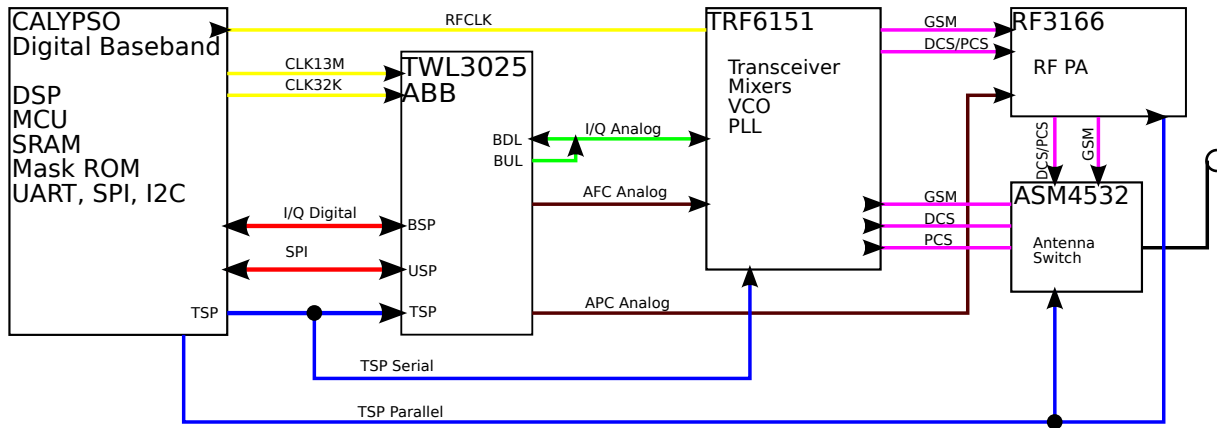 CALYPSO
Digital Baseband
DSP
MCU
SRAM
Mask ROM
UART, SPI, I2C
TSP
RFCLK
CLK13M
CLK32K
I/Q Digital
SPI
TWL3025
ABB
BDL
BUL
BSP
USP
TSP
I/Q Analog
AFC Analog
APC Analog
TSP Serial
TSP Parallel
TRF6151
Transceiver
Mixers
VCO
PLL
GSM
DCS/PCS
RF3166
RF PA
DCS/PCS
GSM
GSM
DCS
PCS
ASM4532
Antenna
Switch